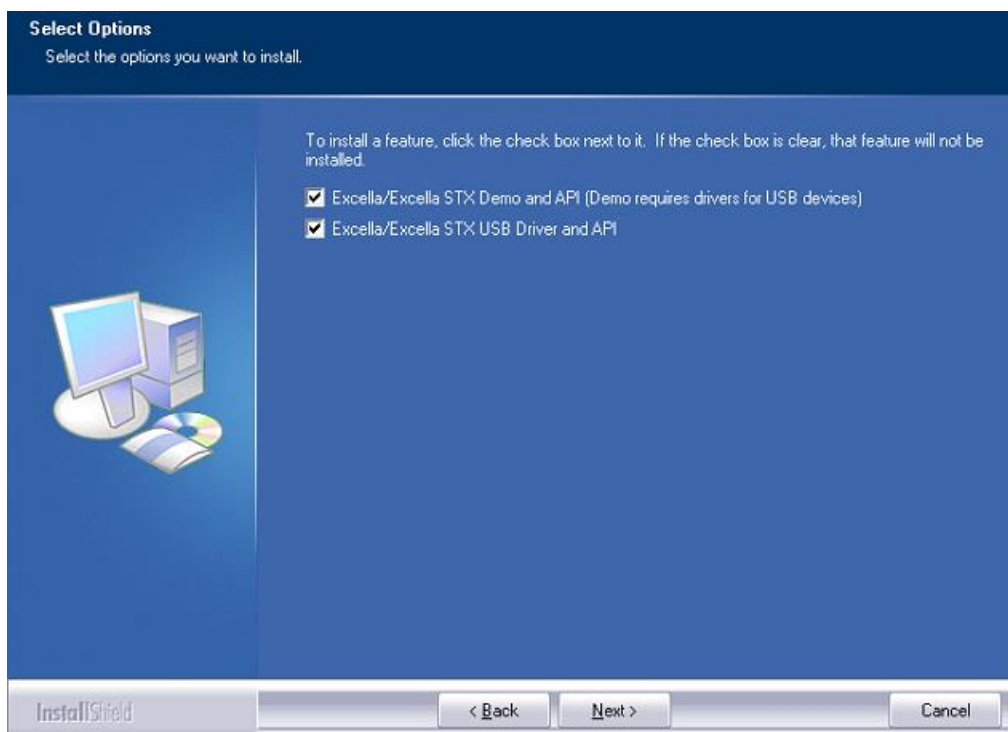 Select Options
Select the options you want to install.
To install a feature, click the check box next to it. If the check box is clear, that feature will not be
installed.
Excella/Excella STX Demo and API (Demo requires drivers for USB devices)
Excella/Excella STX USB Driver and API
InstallShield
< Back
Next >
Cancel